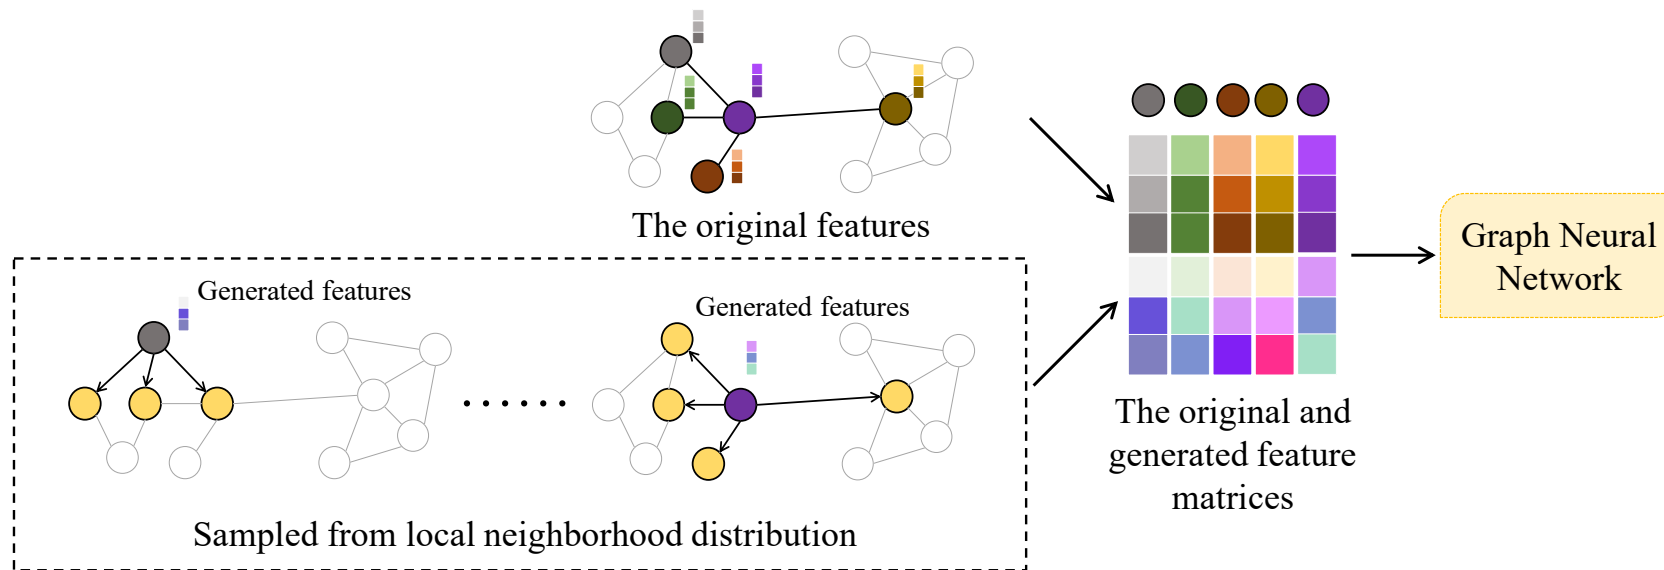 The original features
Generated features
Generated features
Sampled from local neighborhood distribution
The original and
generated feature
matrices
Graph Neural
Network